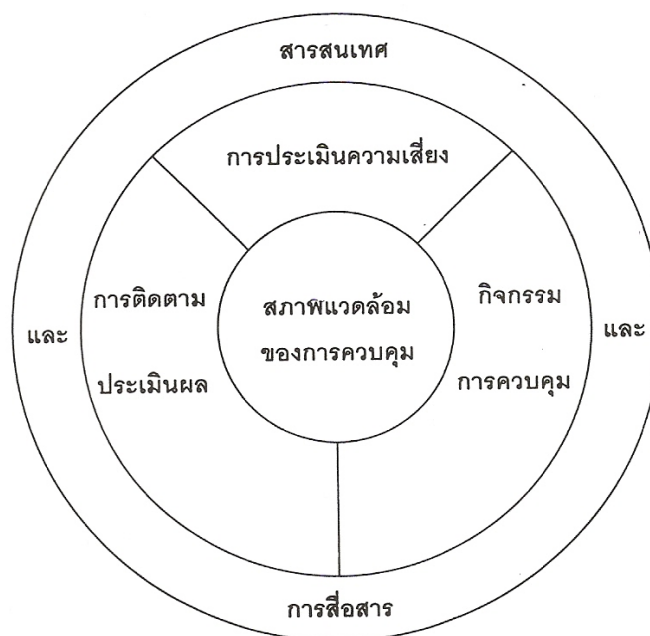 สารสนเทศ
การประเมินความเสี่ยง
การติดตาม
ประเมินผล
สภาพแวดล้อม
ของการควบคุม
กิจกรรม
การควบคุม
และ
และ
การสื่อสาร